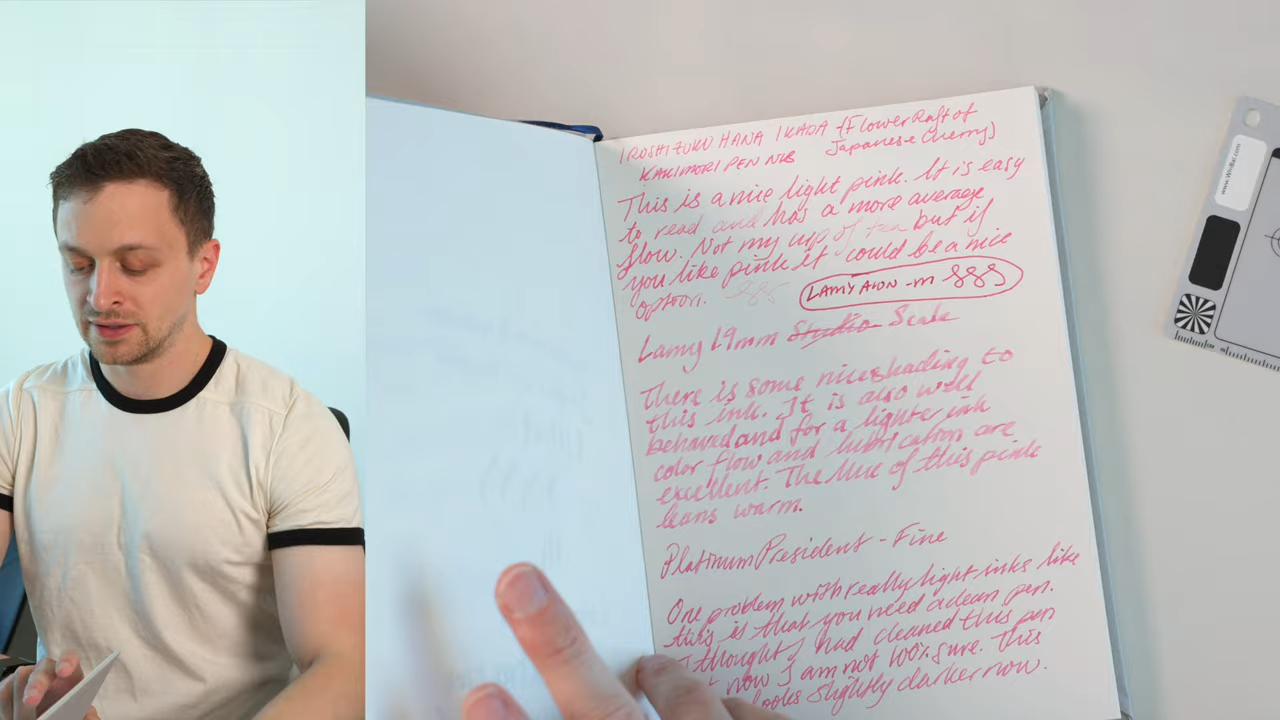 IROSHIZUKU HANA IKADA (Flower Raft of
Japanese Cherry)
KAKIMORI PEN NIB
This is a nice light pink. It is easy
to read and has a more average
flow. Not my cup of tea but if
you like pink it could be a nice
option.
LAMY AION - m
Lamy 1.9mm Studio Scale
There is some nice shading to
this ink. It is also well
behaved and for a lighter ink
color flow and lubrication are
excellent. The hue of this pink
leans warm.
Platinum President - Fine
One problem with really light inks like
this is that you need a clean pen.
I thought I had cleaned this pen
now I am not 100% sure. This
looks slightly darker now.